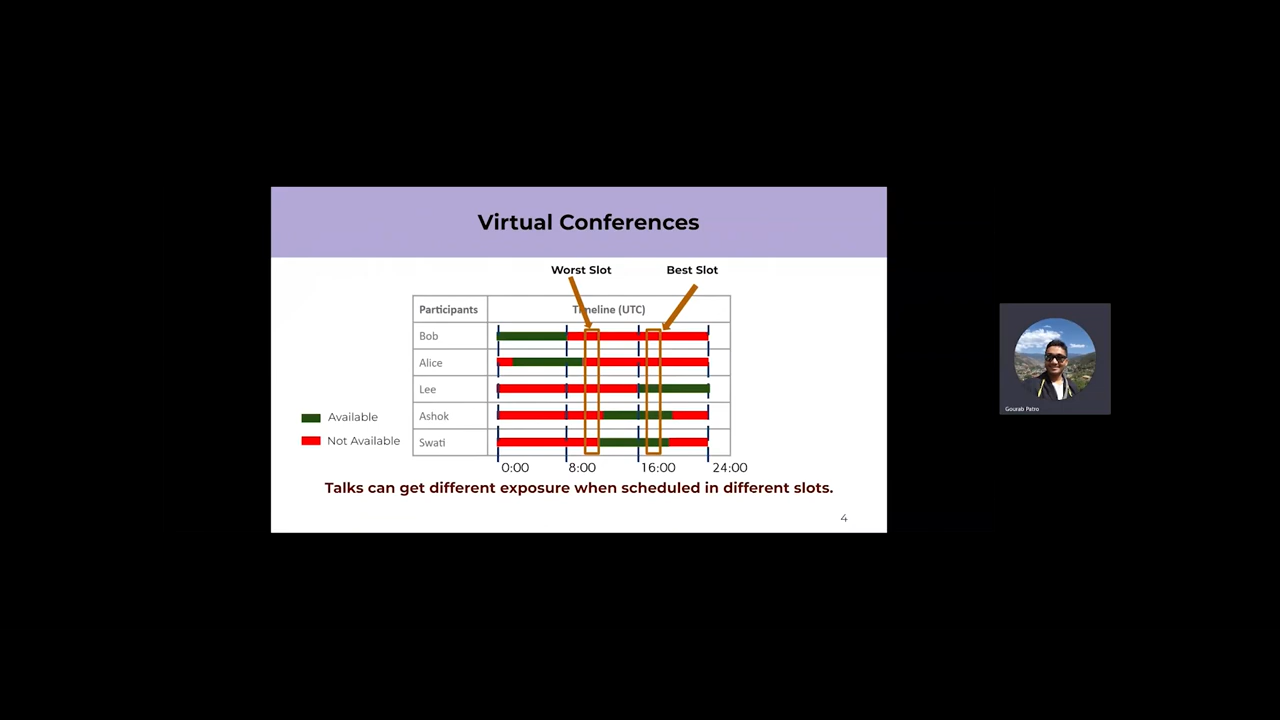 Virtual Conferences
Worst Slot
Best Slot
Participants
Timeline (UTC)
Bob
Alice
Lee
Ashok
Swati
Available
Not Available
0:00
8:00
16:00
24:00
Talks can get different exposure when scheduled in different slots.
4
Gourab Patro